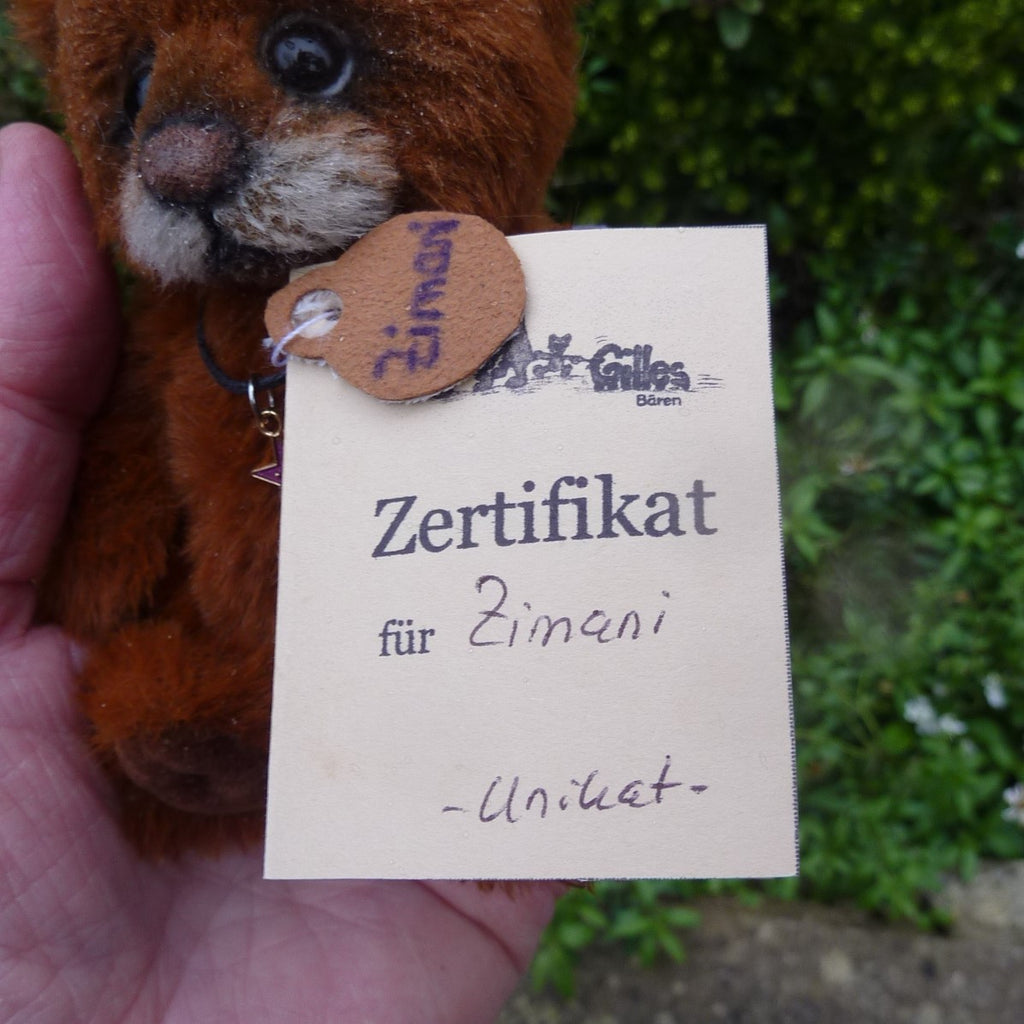 Zimani
Gilles
Bären
Zertifikat
für Zimani
- Unikat -